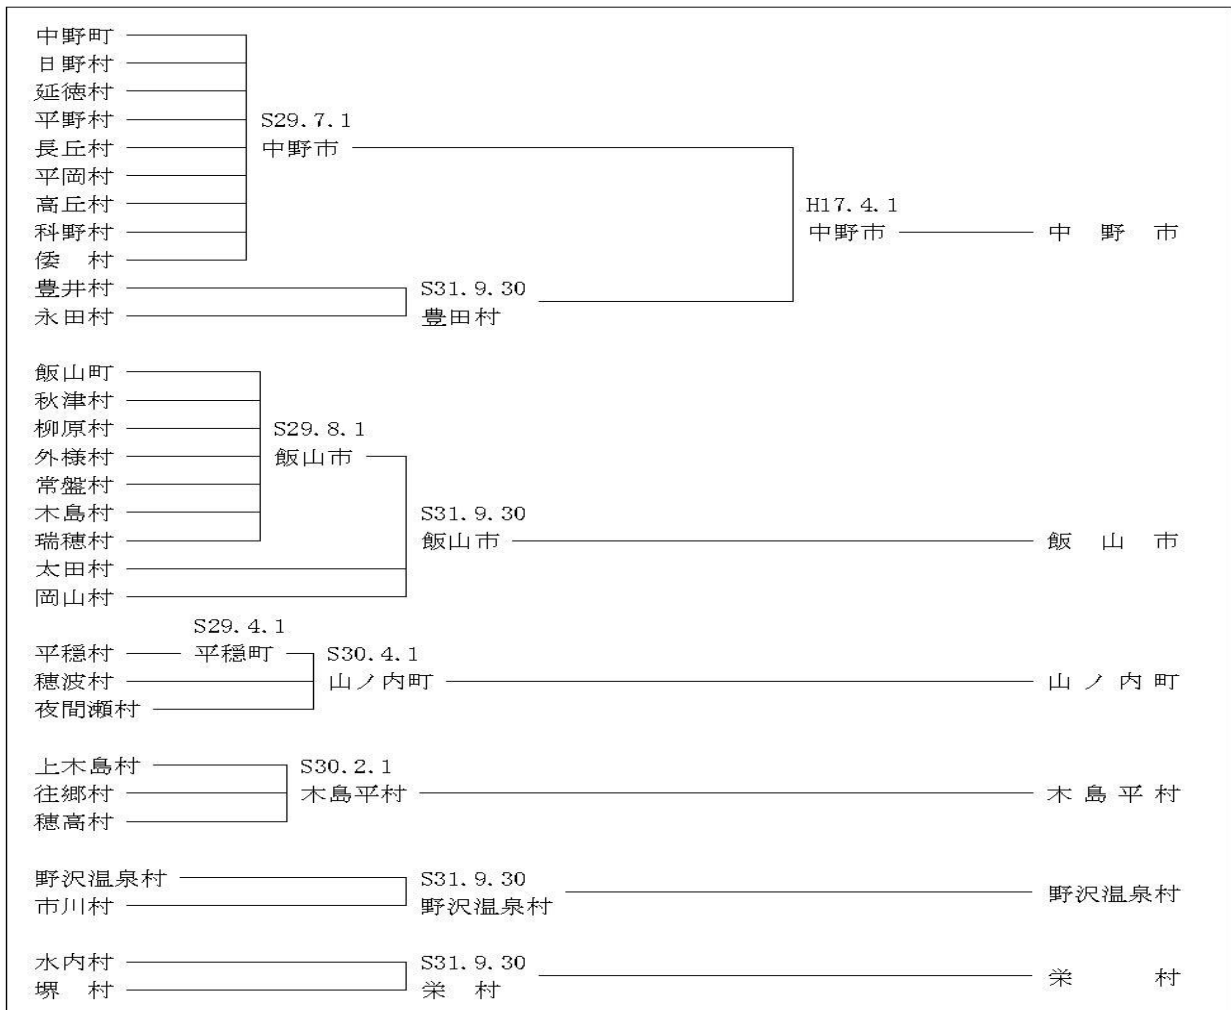 中野町
日野村
延徳村
平野村 S29.7.1
長丘村 中野市
平岡村
高丘村 H17.4.1
科野村 中野市 中野市
倭村
豊井村 S31.9.30
永田村 豊田村
飯山町
秋津村
柳原村 S29.8.1
外様村 飯山市
常盤村
木島村 S31.9.30
瑞穂村 飯山市 飯山市
太田村
岡山村
S29.4.1
平穏村 平穏町 S30.4.1
穂波村 山ノ内町 山ノ内町
夜間瀬村
上木島村 S30.2.1
往郷村 木島平村 木島平村
穂高村
野沢温泉村 S31.9.30
市川村 野沢温泉村 野沢温泉村
水内村 S31.9.30
堺村 栄村 栄村